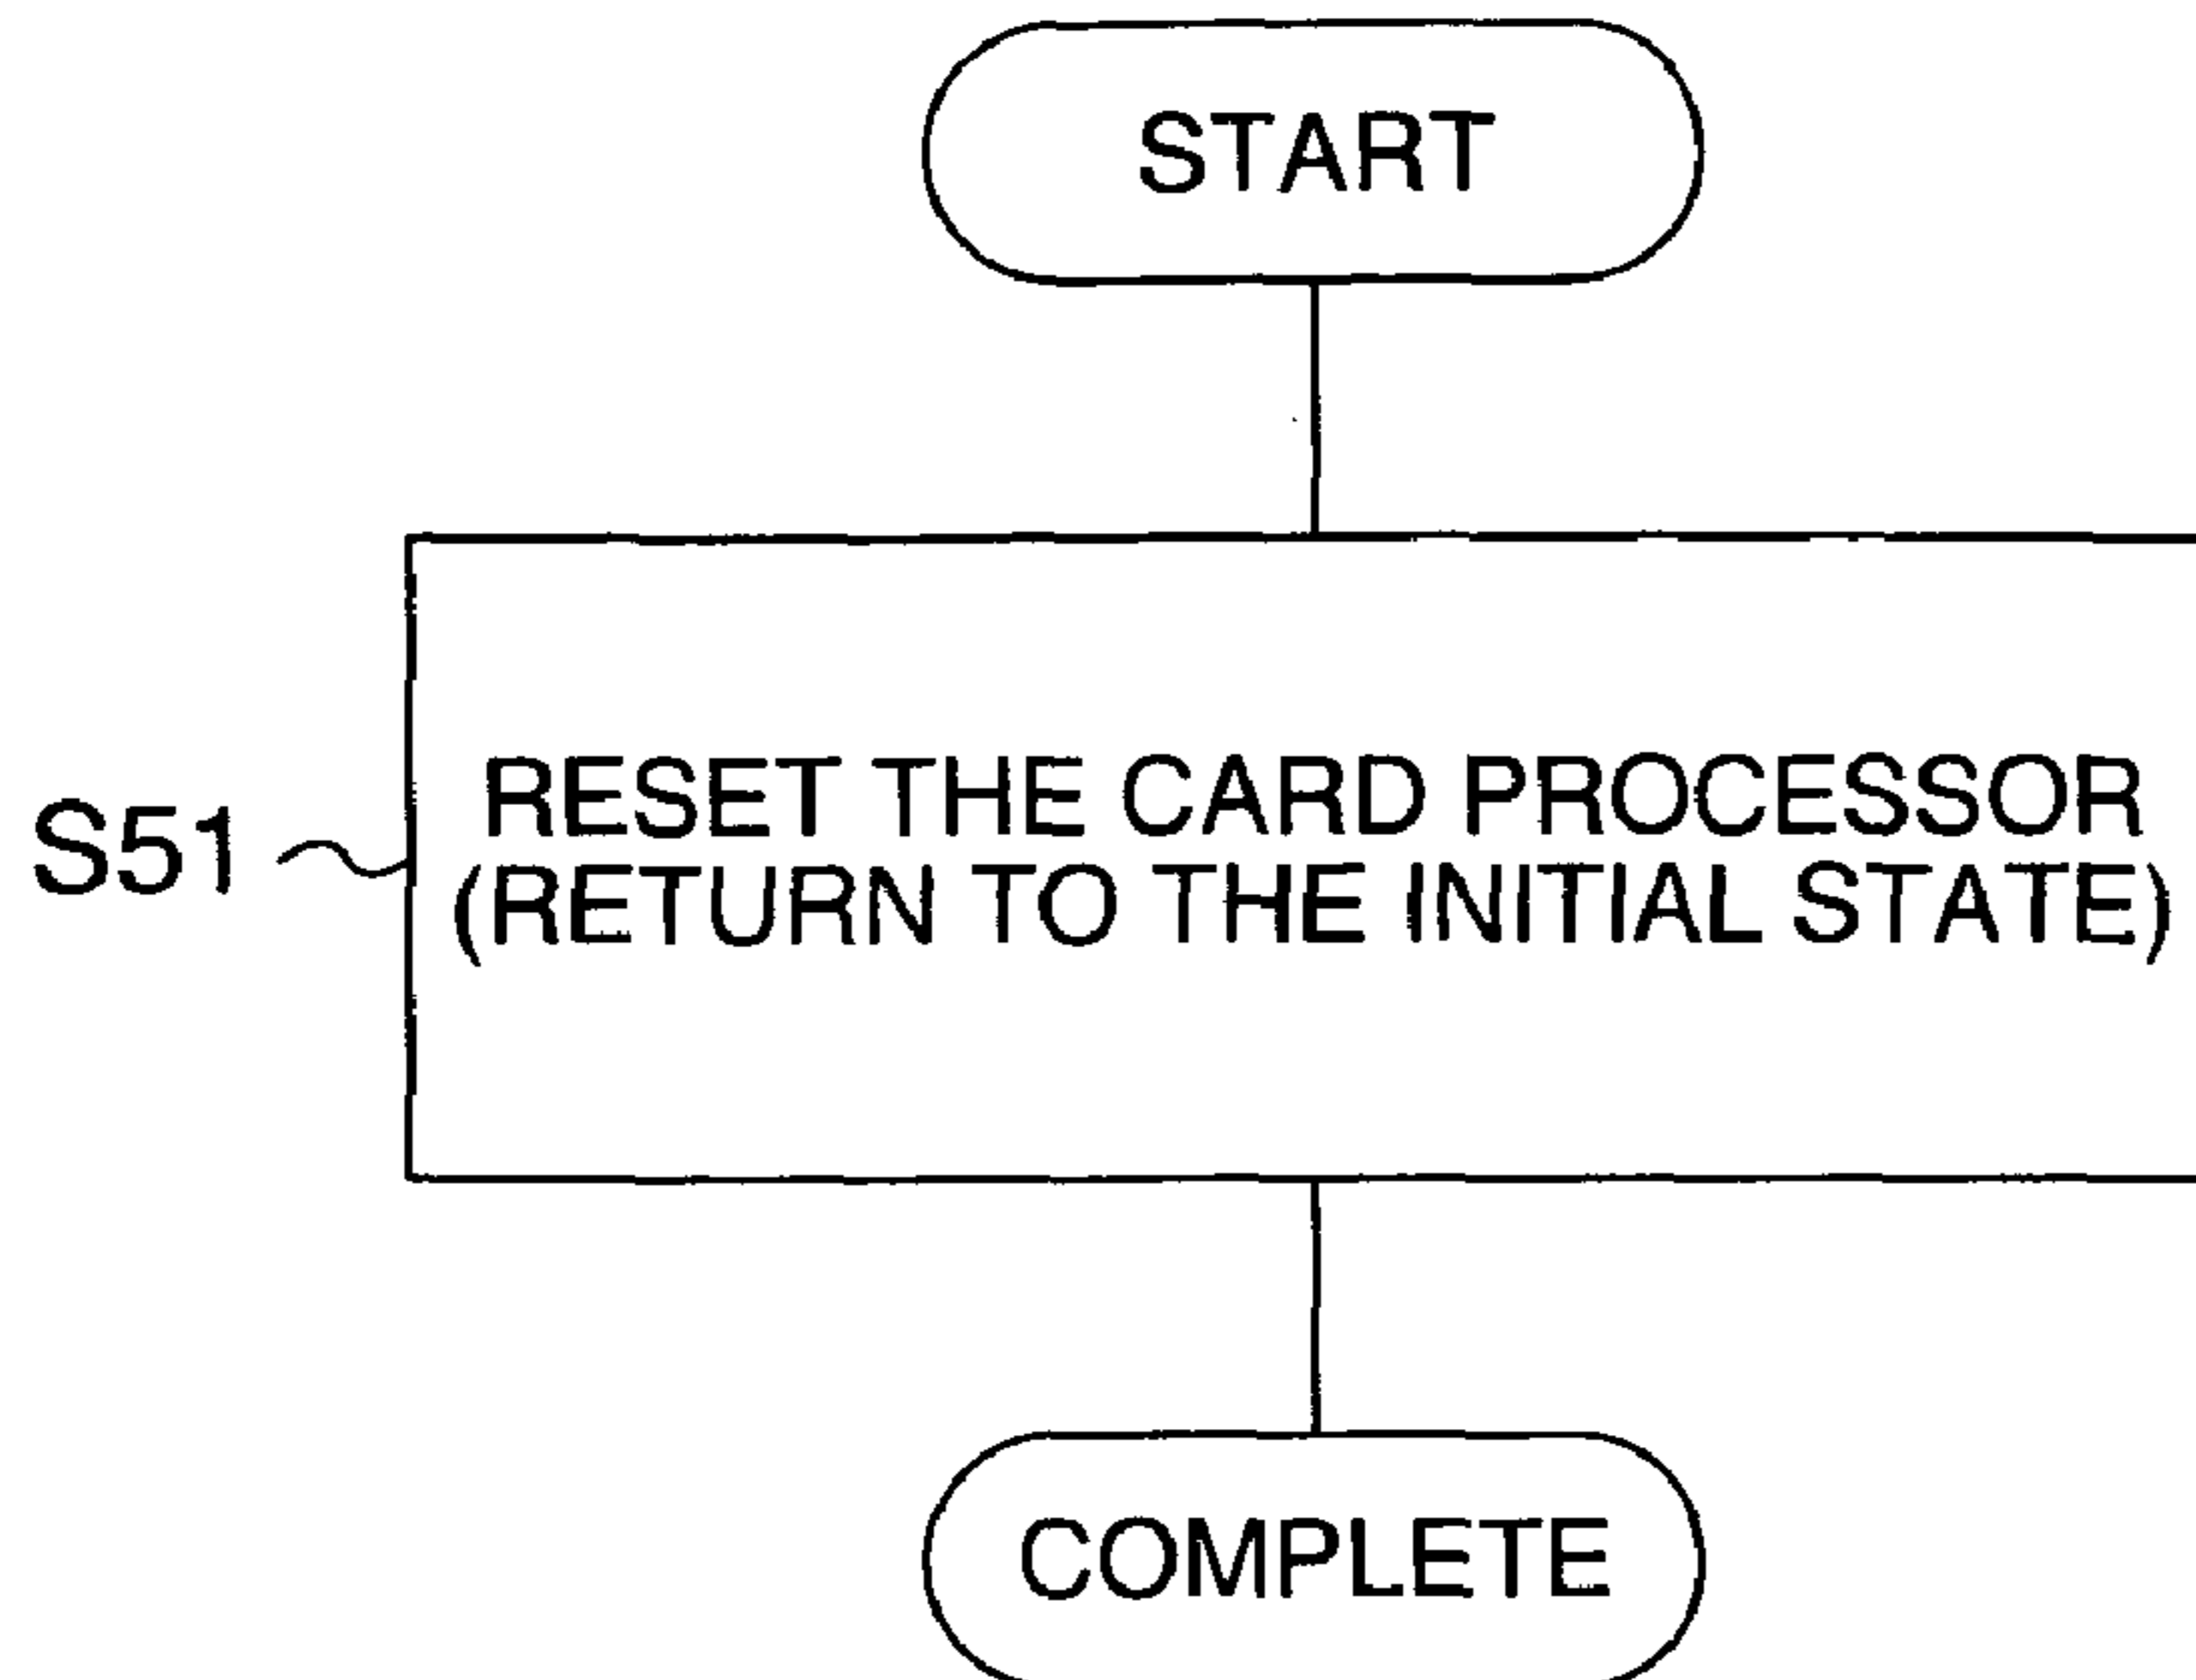 START
S51
RESET THE CARD PROCESSOR
(RETURN TO THE INITIAL STATE)
COMPLETE